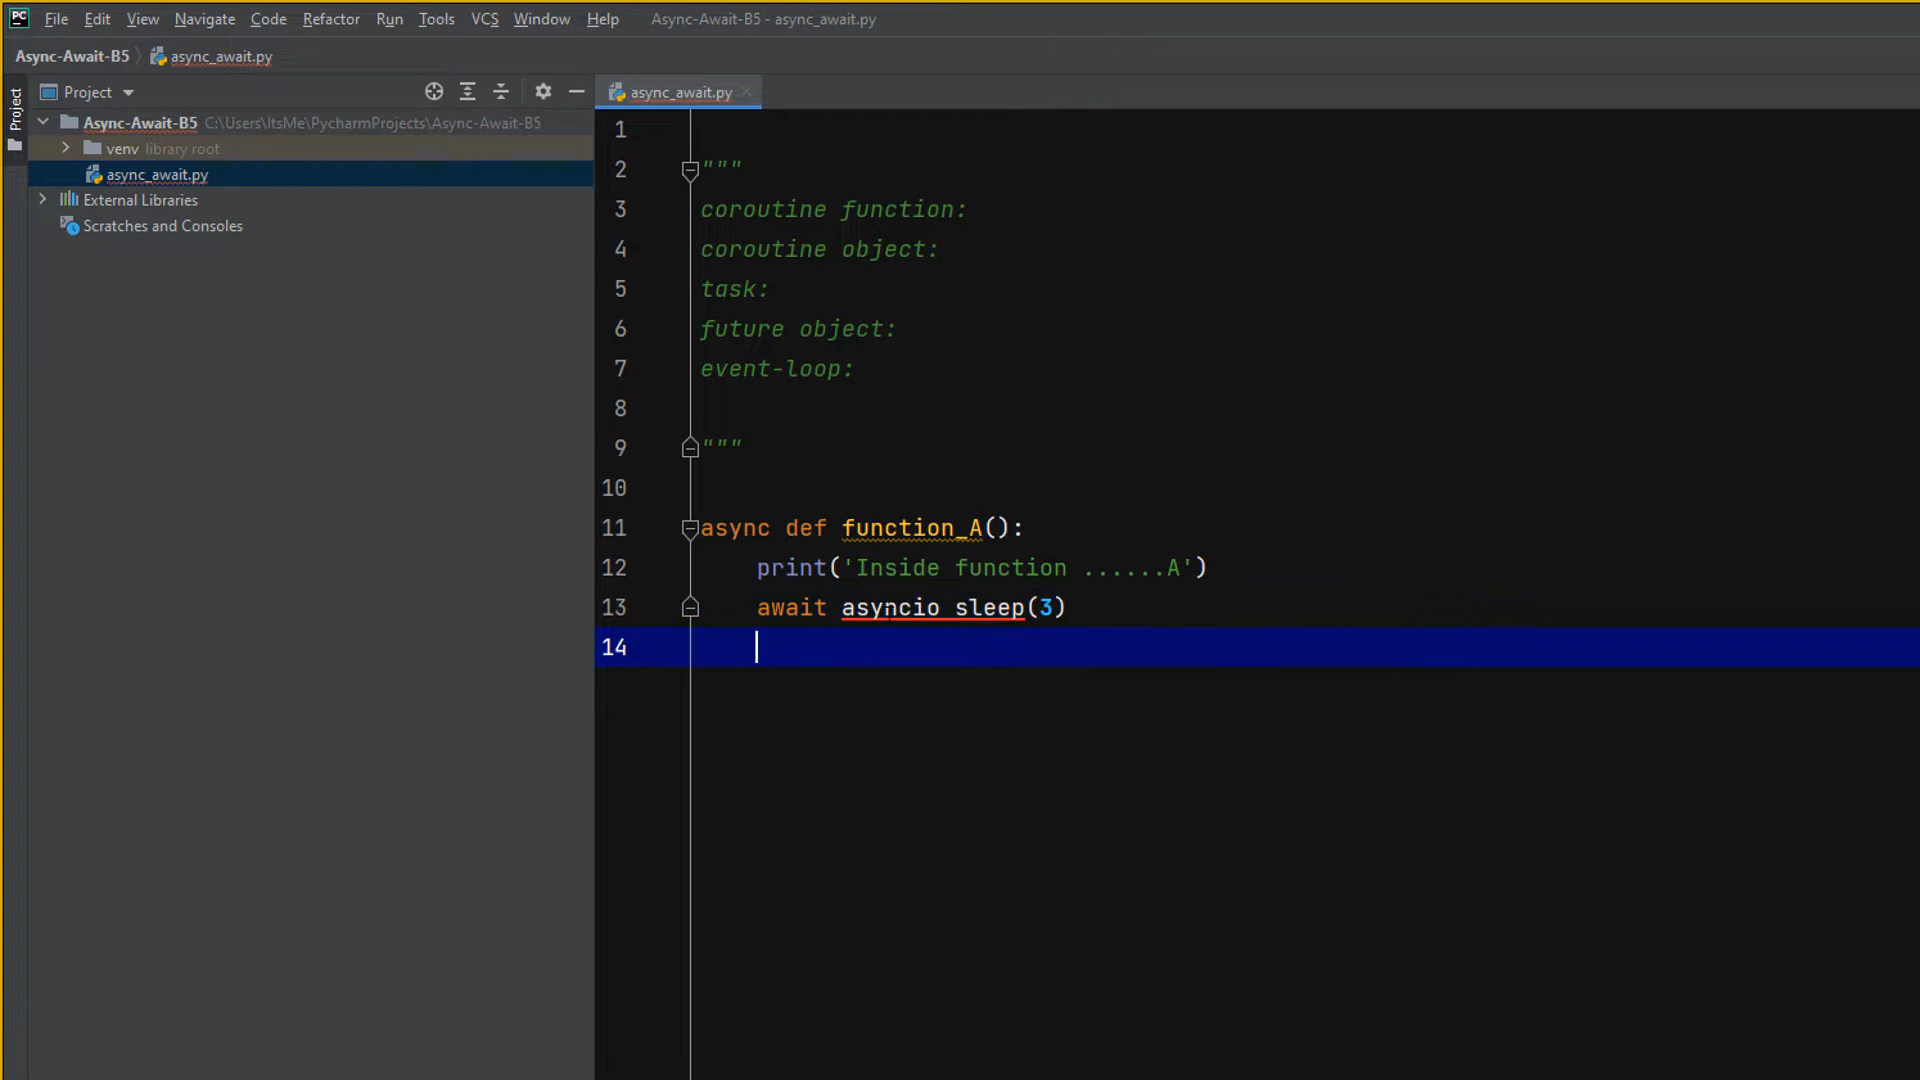 PC File Edit View Navigate Code Refactor Run Tools VCS Window Help Async-Await-B5 - async_await.py
Async-Await-B5 async_await.py
Project
Project
async_await.py
Async-Await-B5 C:\Users\ItsMe\PycharmProjects\Async-Await-B5
venv library root
async_await.py
External Libraries
Scratches and Consoles
1
2 """
3 coroutine function:
4 coroutine object:
5 task:
6 future object:
7 event-loop:
8
9 """
10
11 async def function_A():
12 print('Inside function ......A')
13 await asyncio sleep(3)
14